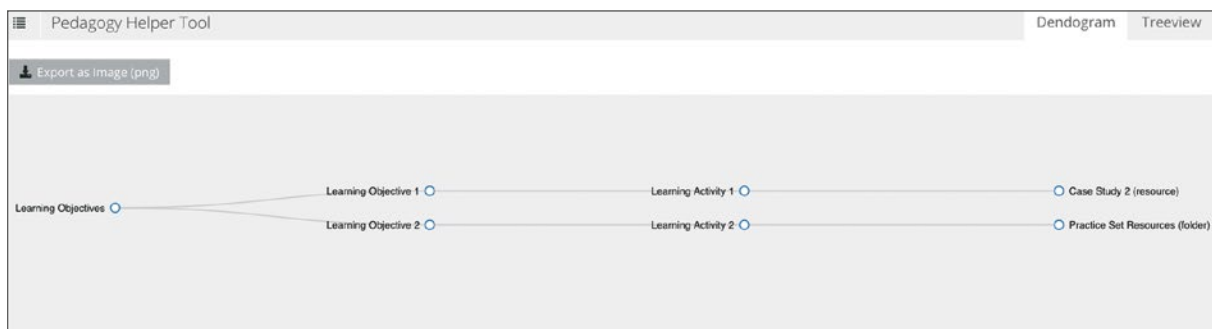 Pedagogy Helper Tool
Dendogram
Treeview
Export as Image (png)
Learning Objectives
Learning Objective 1
Learning Activity 1
Case Study 2 (resource)
Learning Objective 2
Learning Activity 2
Practice Set Resources (folder)